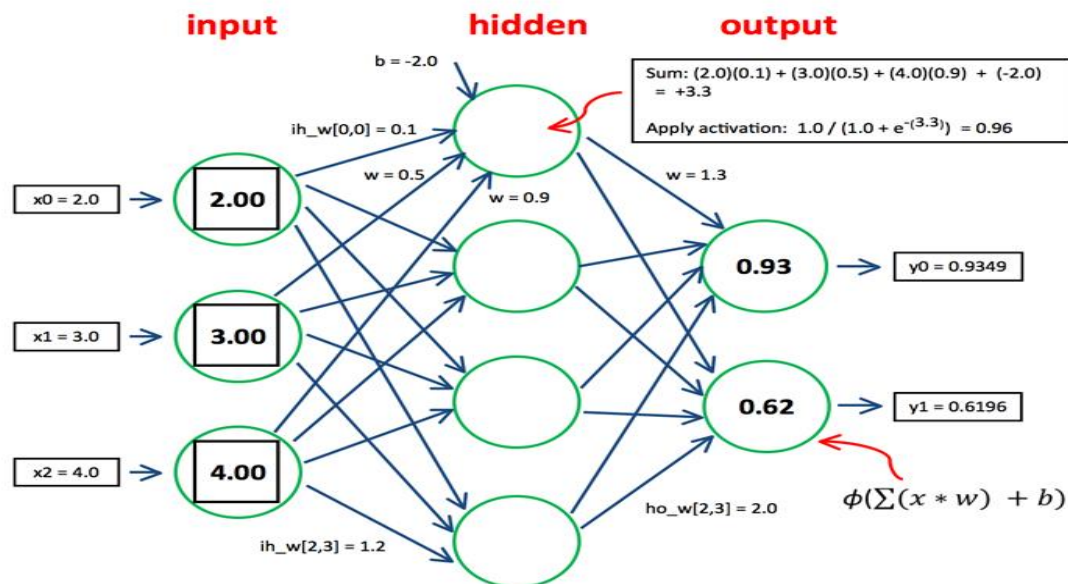 input
hidden
output
b = -2.0
Sum: (2.0)(0.1) + (3.0)(0.5) + (4.0)(0.9) + (-2.0)
= +3.3
Apply activation: 1.0 / (1.0 + e^-(3.3)) = 0.96
ih_w[0,0] = 0.1
w = 0.5
w = 0.9
w = 1.3
x0 = 2.0
2.00
0.93
y0 = 0.9349
x1 = 3.0
3.00
0.62
y1 = 0.6196
x2 = 4.0
4.00
ϕ(∑(x * w) + b)
ih_w[2,3] = 1.2
ho_w[2,3] = 2.0